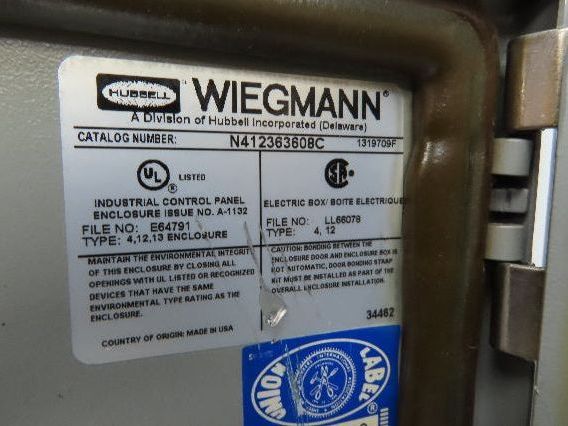 HUBBELL
WIEGMANN®
A Division of Hubbell Incorporated (Delaware)
CATALOG NUMBER: N412363608C 1319709F
UL ® LISTED
INDUSTRIAL CONTROL PANEL
ENCLOSURE ISSUE NO. A-1132
FILE NO: E64791
TYPE: 4,12,13 ENCLOSURE
MAINTAIN THE ENVIRONMENTAL INTEGRIT
OF THIS ENCLOSURE BY CLOSING ALL
OPENINGS WITH UL LISTED OR RECOGNIZED
DEVICES THAT HAVE THE SAME
ENVIRONMENTAL TYPE RATING AS THE
ENCLOSURE.
COUNTRY OF ORIGIN: MADE IN USA
ELECTRIC BOX/ BOITE ELECTRIQUE
FILE NO: LL66078
TYPE: 4, 12
CAUTION: BONDING BETWEEN THE
ENCLOSURE DOOR AND ENCLOSURE BOX IS
NOT AUTOMATIC, DOOR BONDING STRAP
KIT MUST BE INSTALLED AS PART OF THE
OVERALL ENCLOSURE INSTALLATION.
34462
UNION LABEL ®